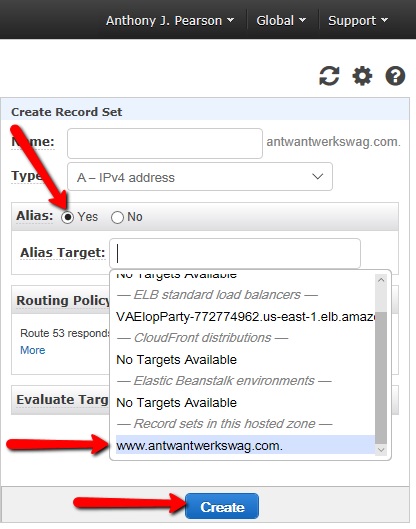 Anthony J. Pearson Global Support
Create Record Set
Name: antwantwerkswag.com.
Type: A – IPv4 address
Alias: Yes No
Alias Target:
No Targets Available
— ELB standard load balancers —
VAElopParty-772774962.us-east-1.elb.amazo
— CloudFront distributions —
No Targets Available
— Elastic Beanstalk environments —
No Targets Available
— Record sets in this hosted zone —
www.antwantwerkswag.com.
Routing Policy
Route 53 responds
More
Evaluate Targ
Create